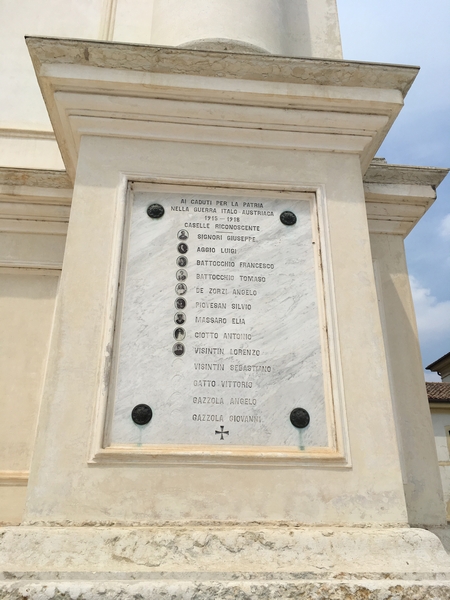 AI CADUTI PER LA PATRIA
NELLA GUERRA ITALO-AUSTRIACA
1915-1918
CASELLE RICONOSCENTE
SIGNORI GIUSEPPE
AGGIO LUIGI
BATTOCCHIO FRANCESCO
BATTOCCHIO TOMASO
DE ZORZI ANGELO
PIOVESAN SILVIO
MASSARO ELIA
CIOTTO ANTONIO
VISINTIN LORENZO
VISINTIN SEBASTIANO
GATTO VITTORIO
GAZZOLA ANGELO
GAZZOLA GIOVANNI